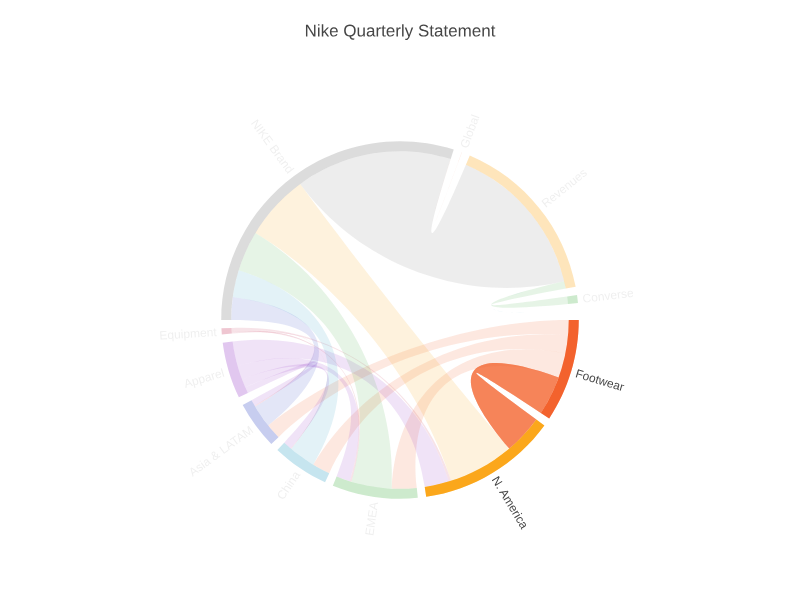 Nike Quarterly Statement
Global
NIKE Brand
Revenues
Converse
Equipment
Footwear
Apparel
Asia & LATAM
China
N. America
EMEA